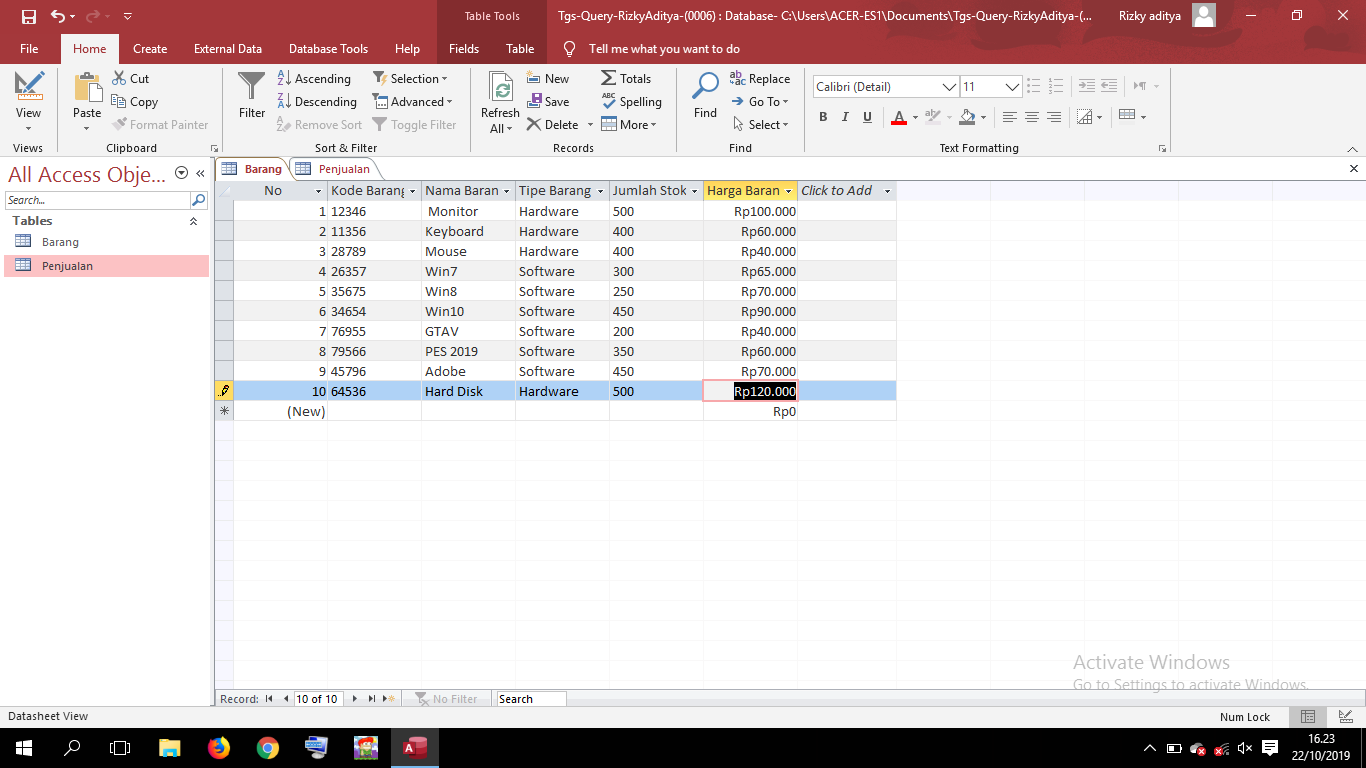 Table Tools
Tgs-Query-RizkyAditya-(0006) : Database- C:\Users\ACER-ES1\Documents\Tgs-Query-RizkyAditya-(...
Rizky aditya
File Home Create External Data Database Tools Help Fields Table Tell me what you want to do
View
Views
Paste
Cut
Copy
Format Painter
Clipboard
Filter
Ascending
Descending
Remove Sort
Selection
Advanced
Toggle Filter
Sort & Filter
Refresh
All
New
Save
Delete
Totals
Spelling
More
Records
Find
Replace
Go To
Select
Find
Calibri (Detail) 11
B I U A
Text Formatting
All Access Obje...
Search...
Tables
Barang
Penjualan
Barang Penjualan
No Kode Barang Nama Baran Tipe Barang Jumlah Stok Harga Baran Click to Add
1 12346 Monitor Hardware 500 Rp100.000
2 11356 Keyboard Hardware 400 Rp60.000
3 28789 Mouse Hardware 400 Rp40.000
4 26357 Win7 Software 300 Rp65.000
5 35675 Win8 Software 250 Rp70.000
6 34654 Win10 Software 450 Rp90.000
7 76955 GTAV Software 200 Rp40.000
8 79566 PES 2019 Software 350 Rp60.000
9 45796 Adobe Software 450 Rp70.000
10 64536 Hard Disk Hardware 500 Rp120.000
(New) Rp0
Activate Windows
Go to Settings to activate Windows.
Record: 10 of 10 No Filter Search
Datasheet View
Num Lock
16.23
22/10/2019